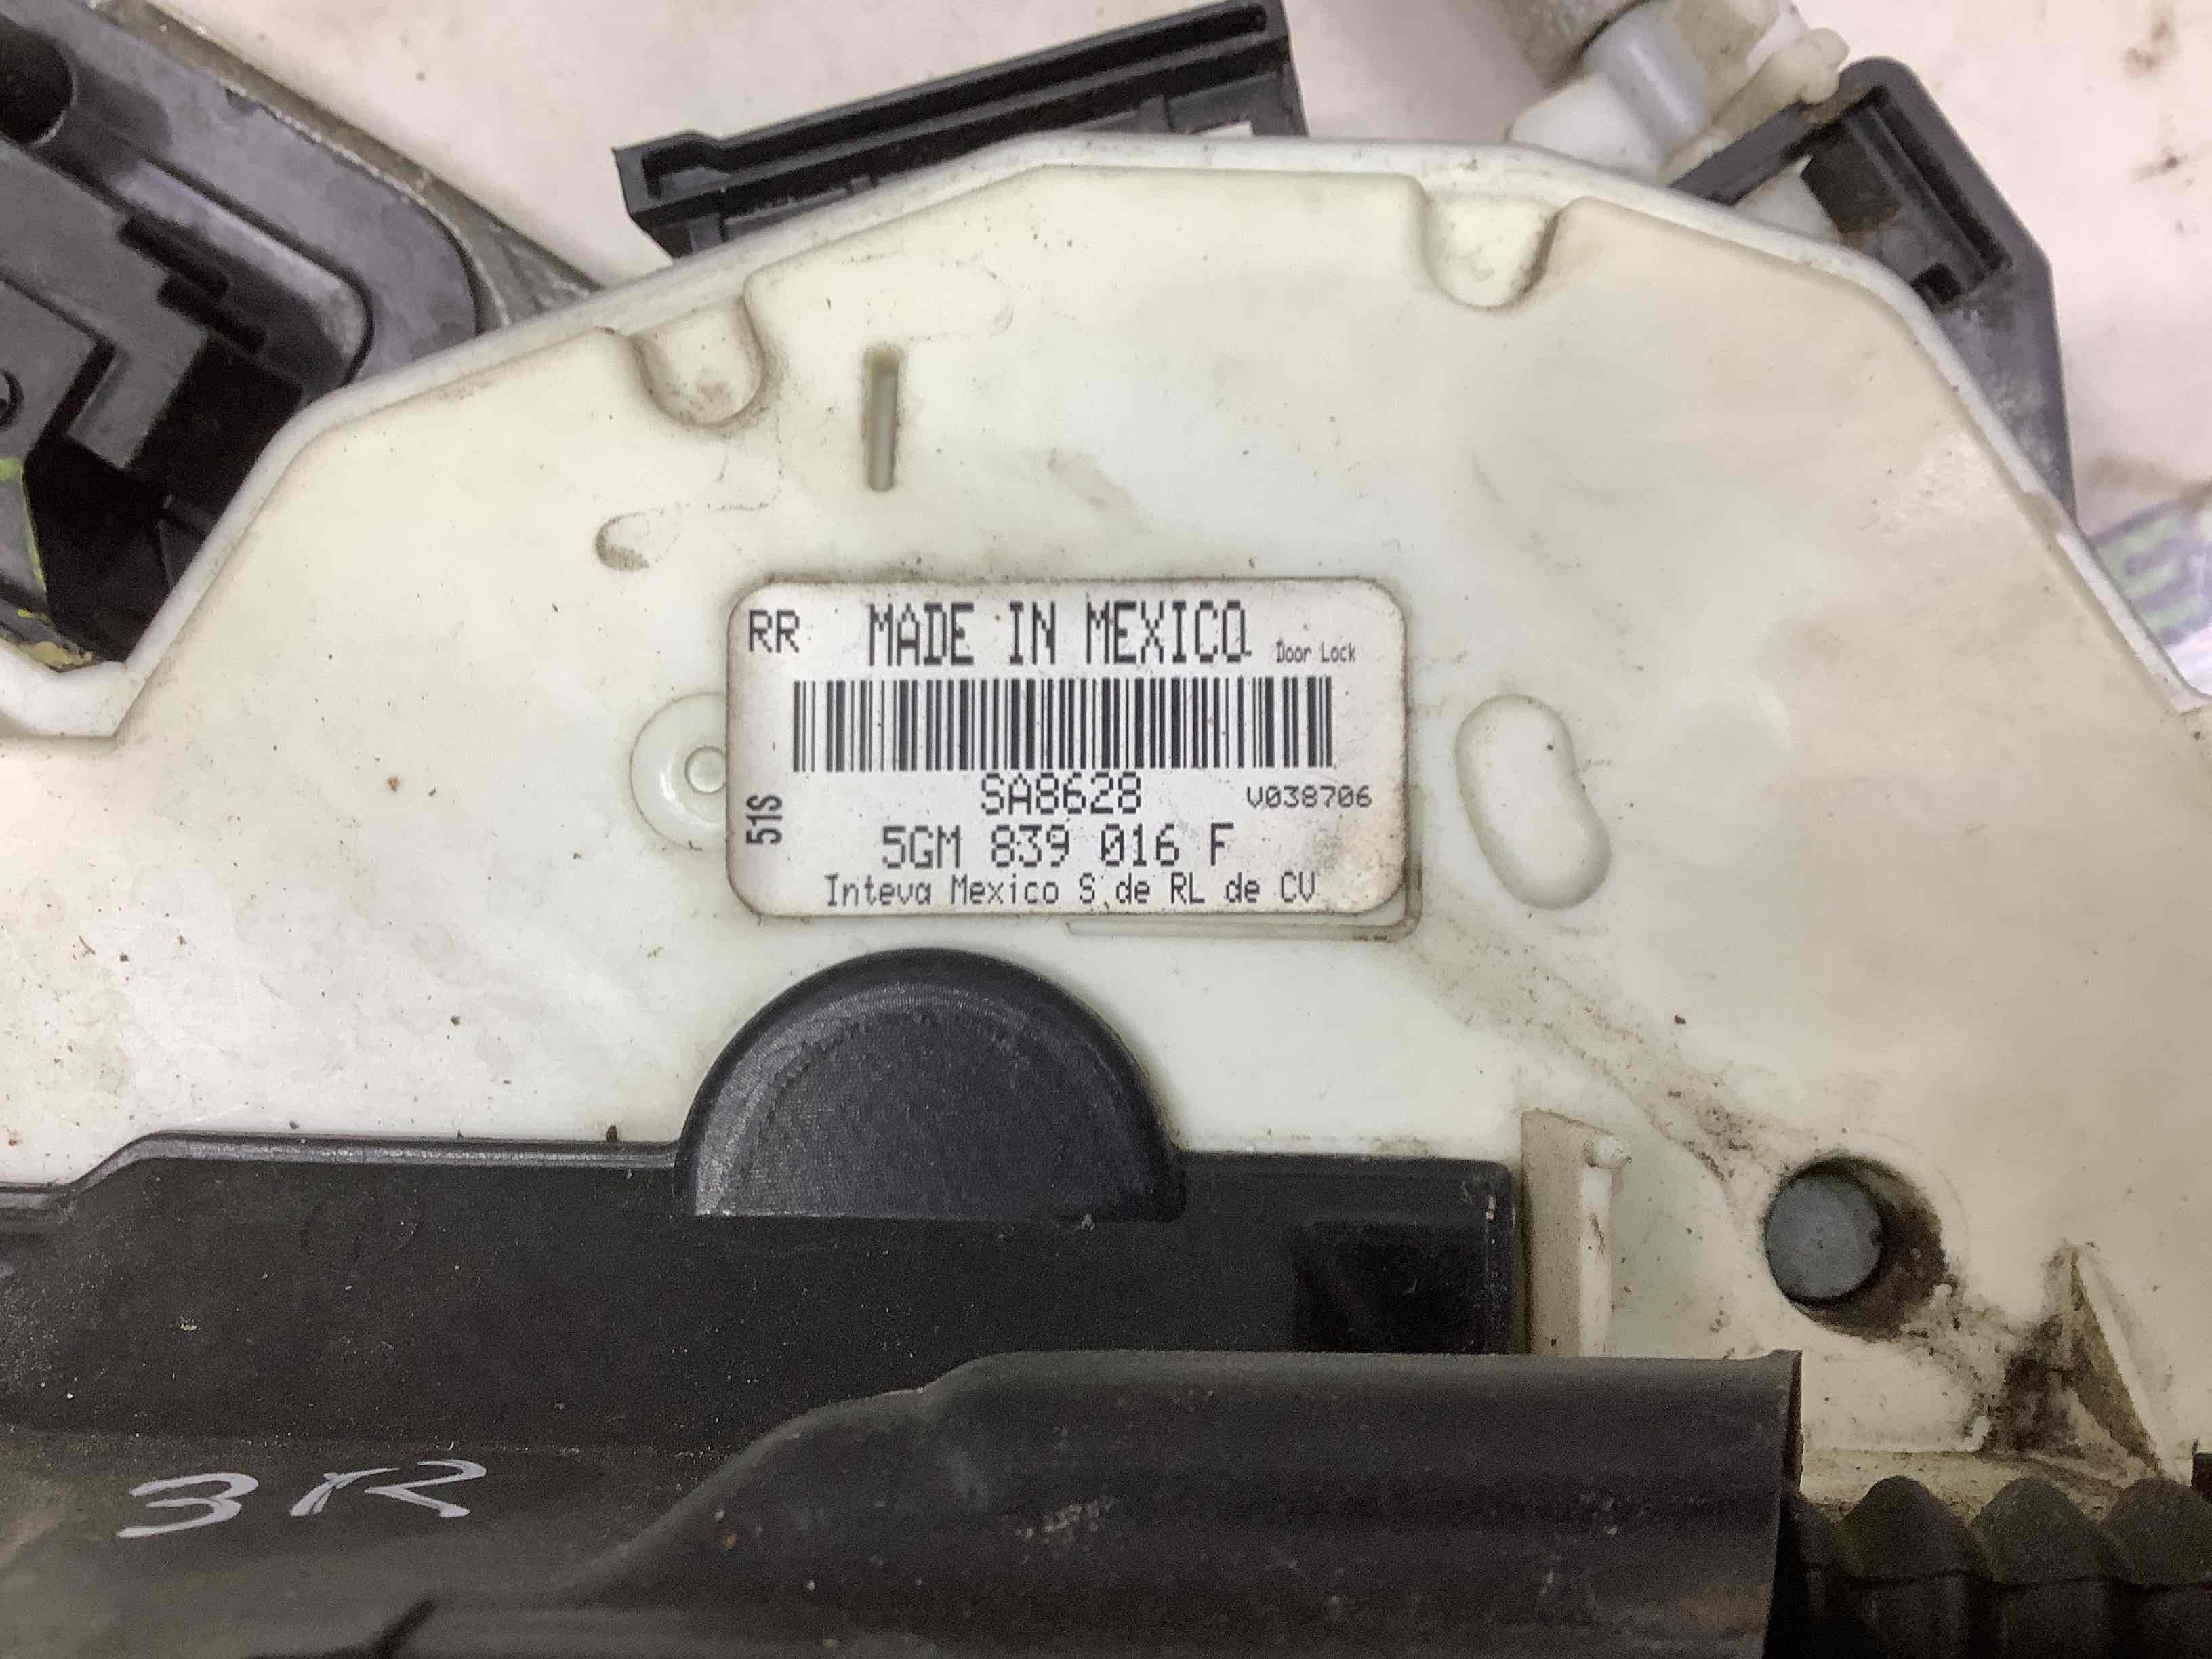 RR MADE IN MEXICO Door Lock
51S
SA8628 V038706
5GM 839 016 F
Inteva Mexico S de RL de CV
3R